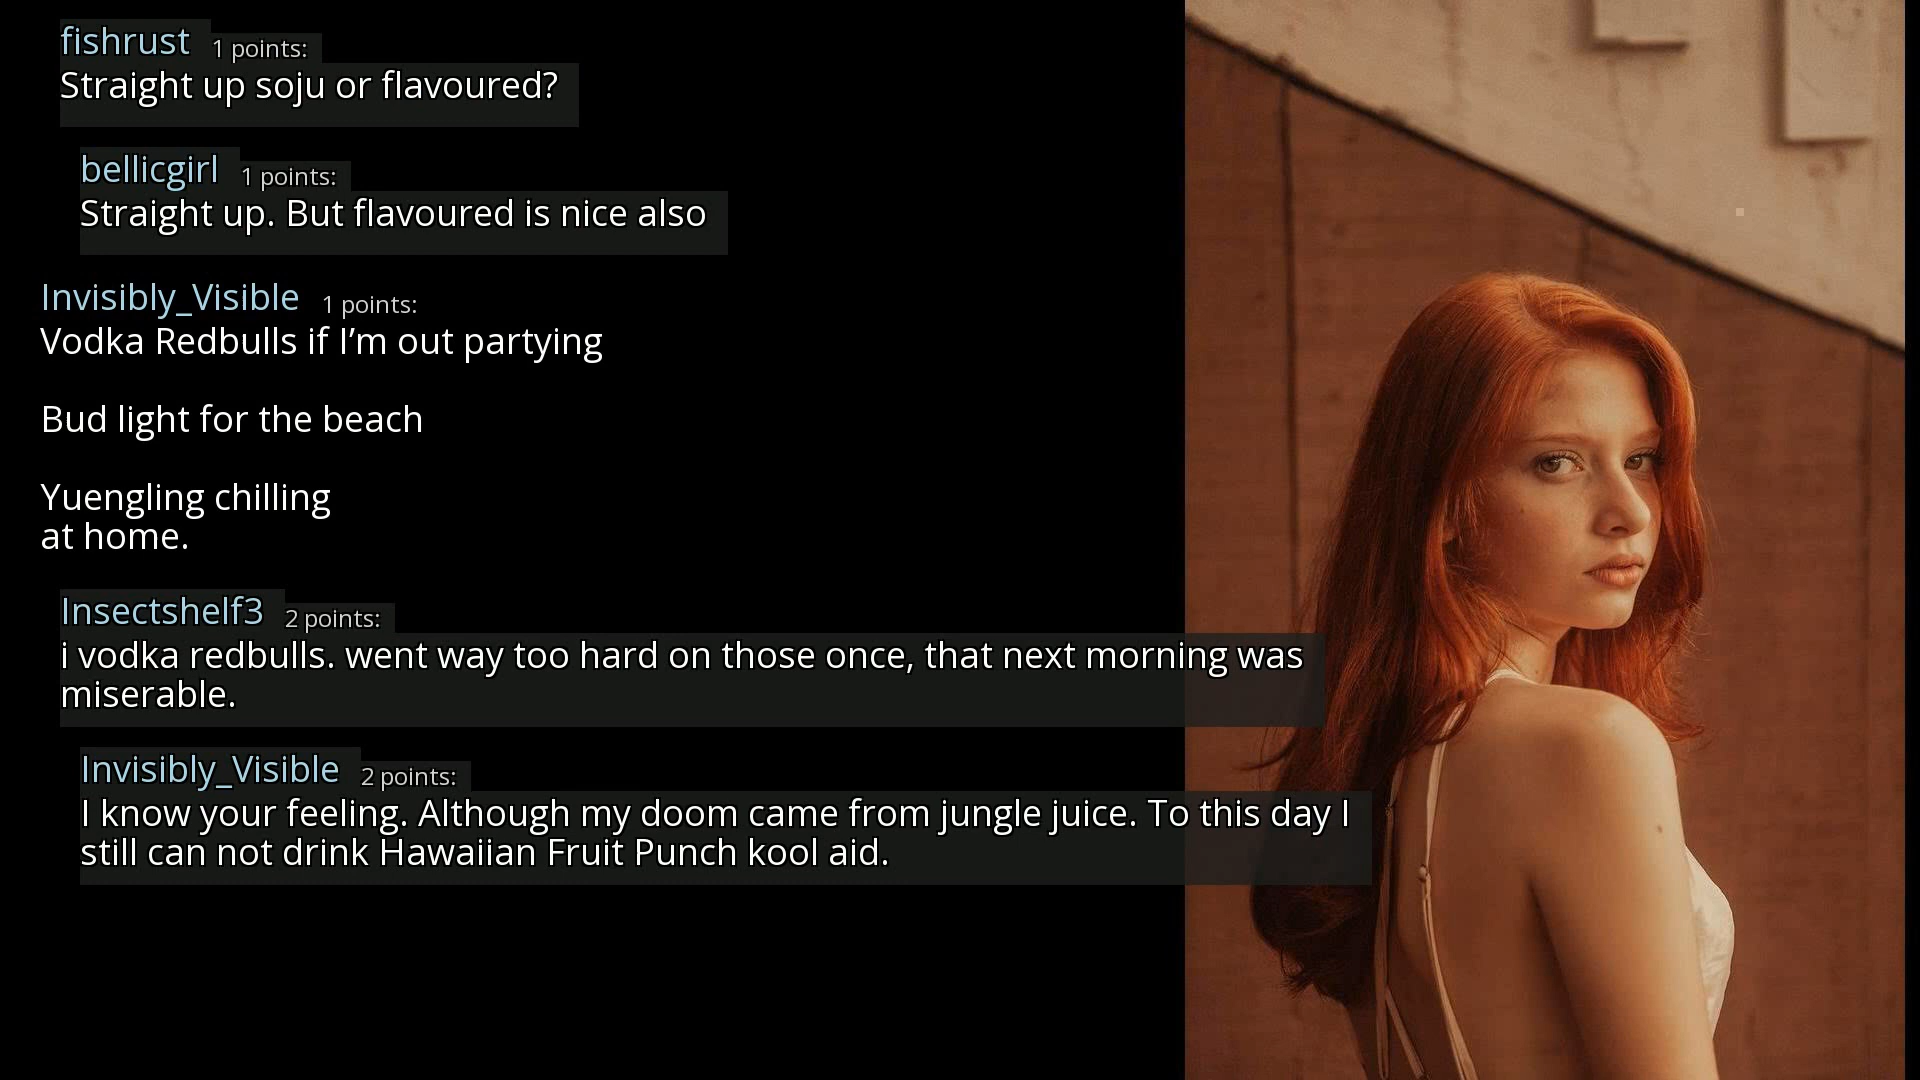 fishrust 1 points:
Straight up soju or flavoured?
bellicgirl 1 points:
Straight up. But flavoured is nice also
Invisibly_Visible 1 points:
Vodka Redbulls if I’m out partying
Bud light for the beach
Yuengling chilling
at home.
Insectshelf3 2 points:
i vodka redbulls. went way too hard on those once, that next morning was
miserable.
Invisibly_Visible 2 points:
I know your feeling. Although my doom came from jungle juice. To this day I
still can not drink Hawaiian Fruit Punch kool aid.